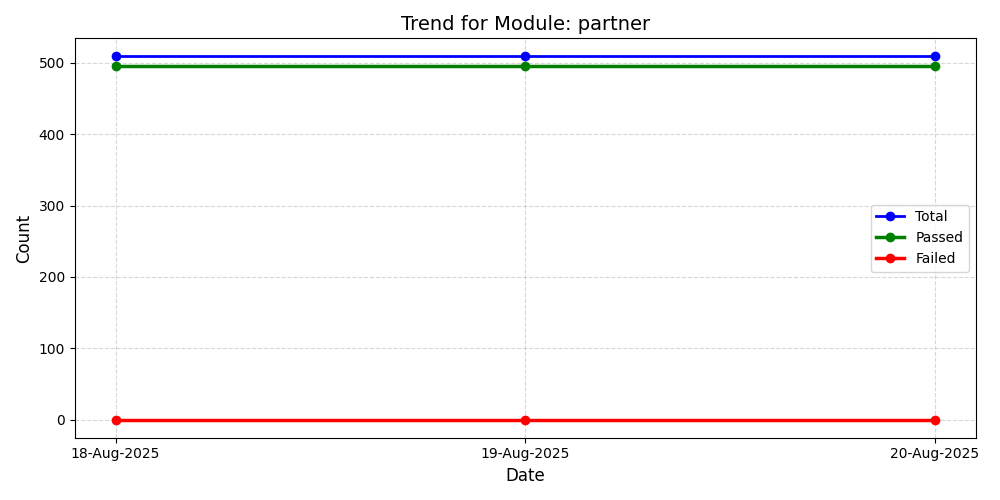 Trend for Module: partner
Count
500
400
300
200
100
0
Total
Passed
Failed
18-Aug-2025
19-Aug-2025
20-Aug-2025
Date